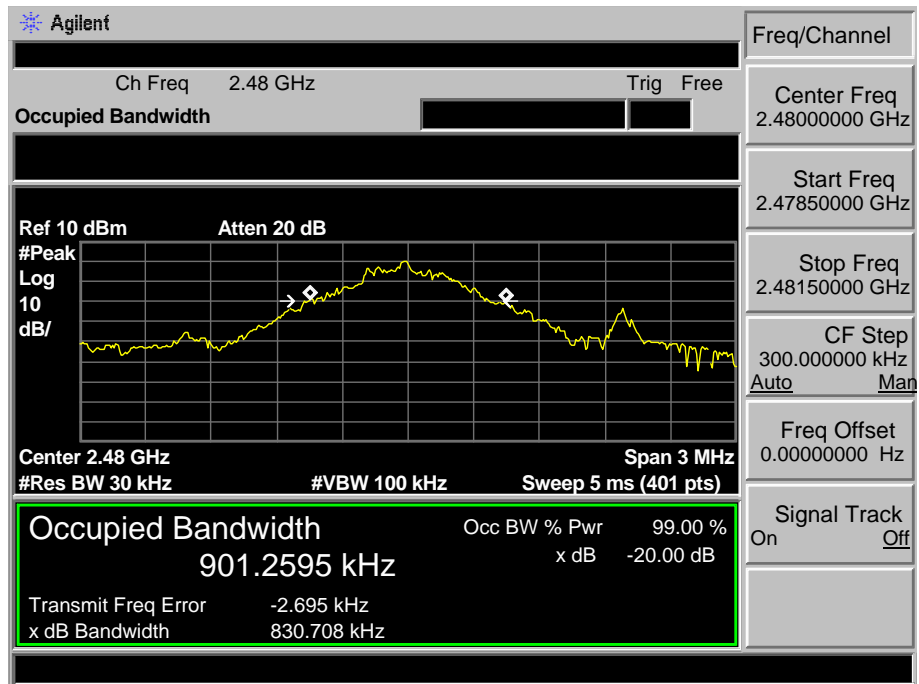 Agilent
Freq/Channel
Ch Freq 2.48 GHz Trig Free
Occupied Bandwidth
Center Freq
2.48000000 GHz
Start Freq
2.47850000 GHz
Ref 10 dBm Atten 20 dB
#Peak
Log
10
dB/
Stop Freq
2.48150000 GHz
CF Step
300.000000 kHz
Auto Man
Freq Offset
0.00000000 Hz
Center 2.48 GHz Span 3 MHz
#Res BW 30 kHz #VBW 100 kHz Sweep 5 ms (401 pts)
Signal Track
On Off
Occupied Bandwidth Occ BW % Pwr 99.00 %
901.2595 kHz x dB -20.00 dB
Transmit Freq Error -2.695 kHz
x dB Bandwidth 830.708 kHz